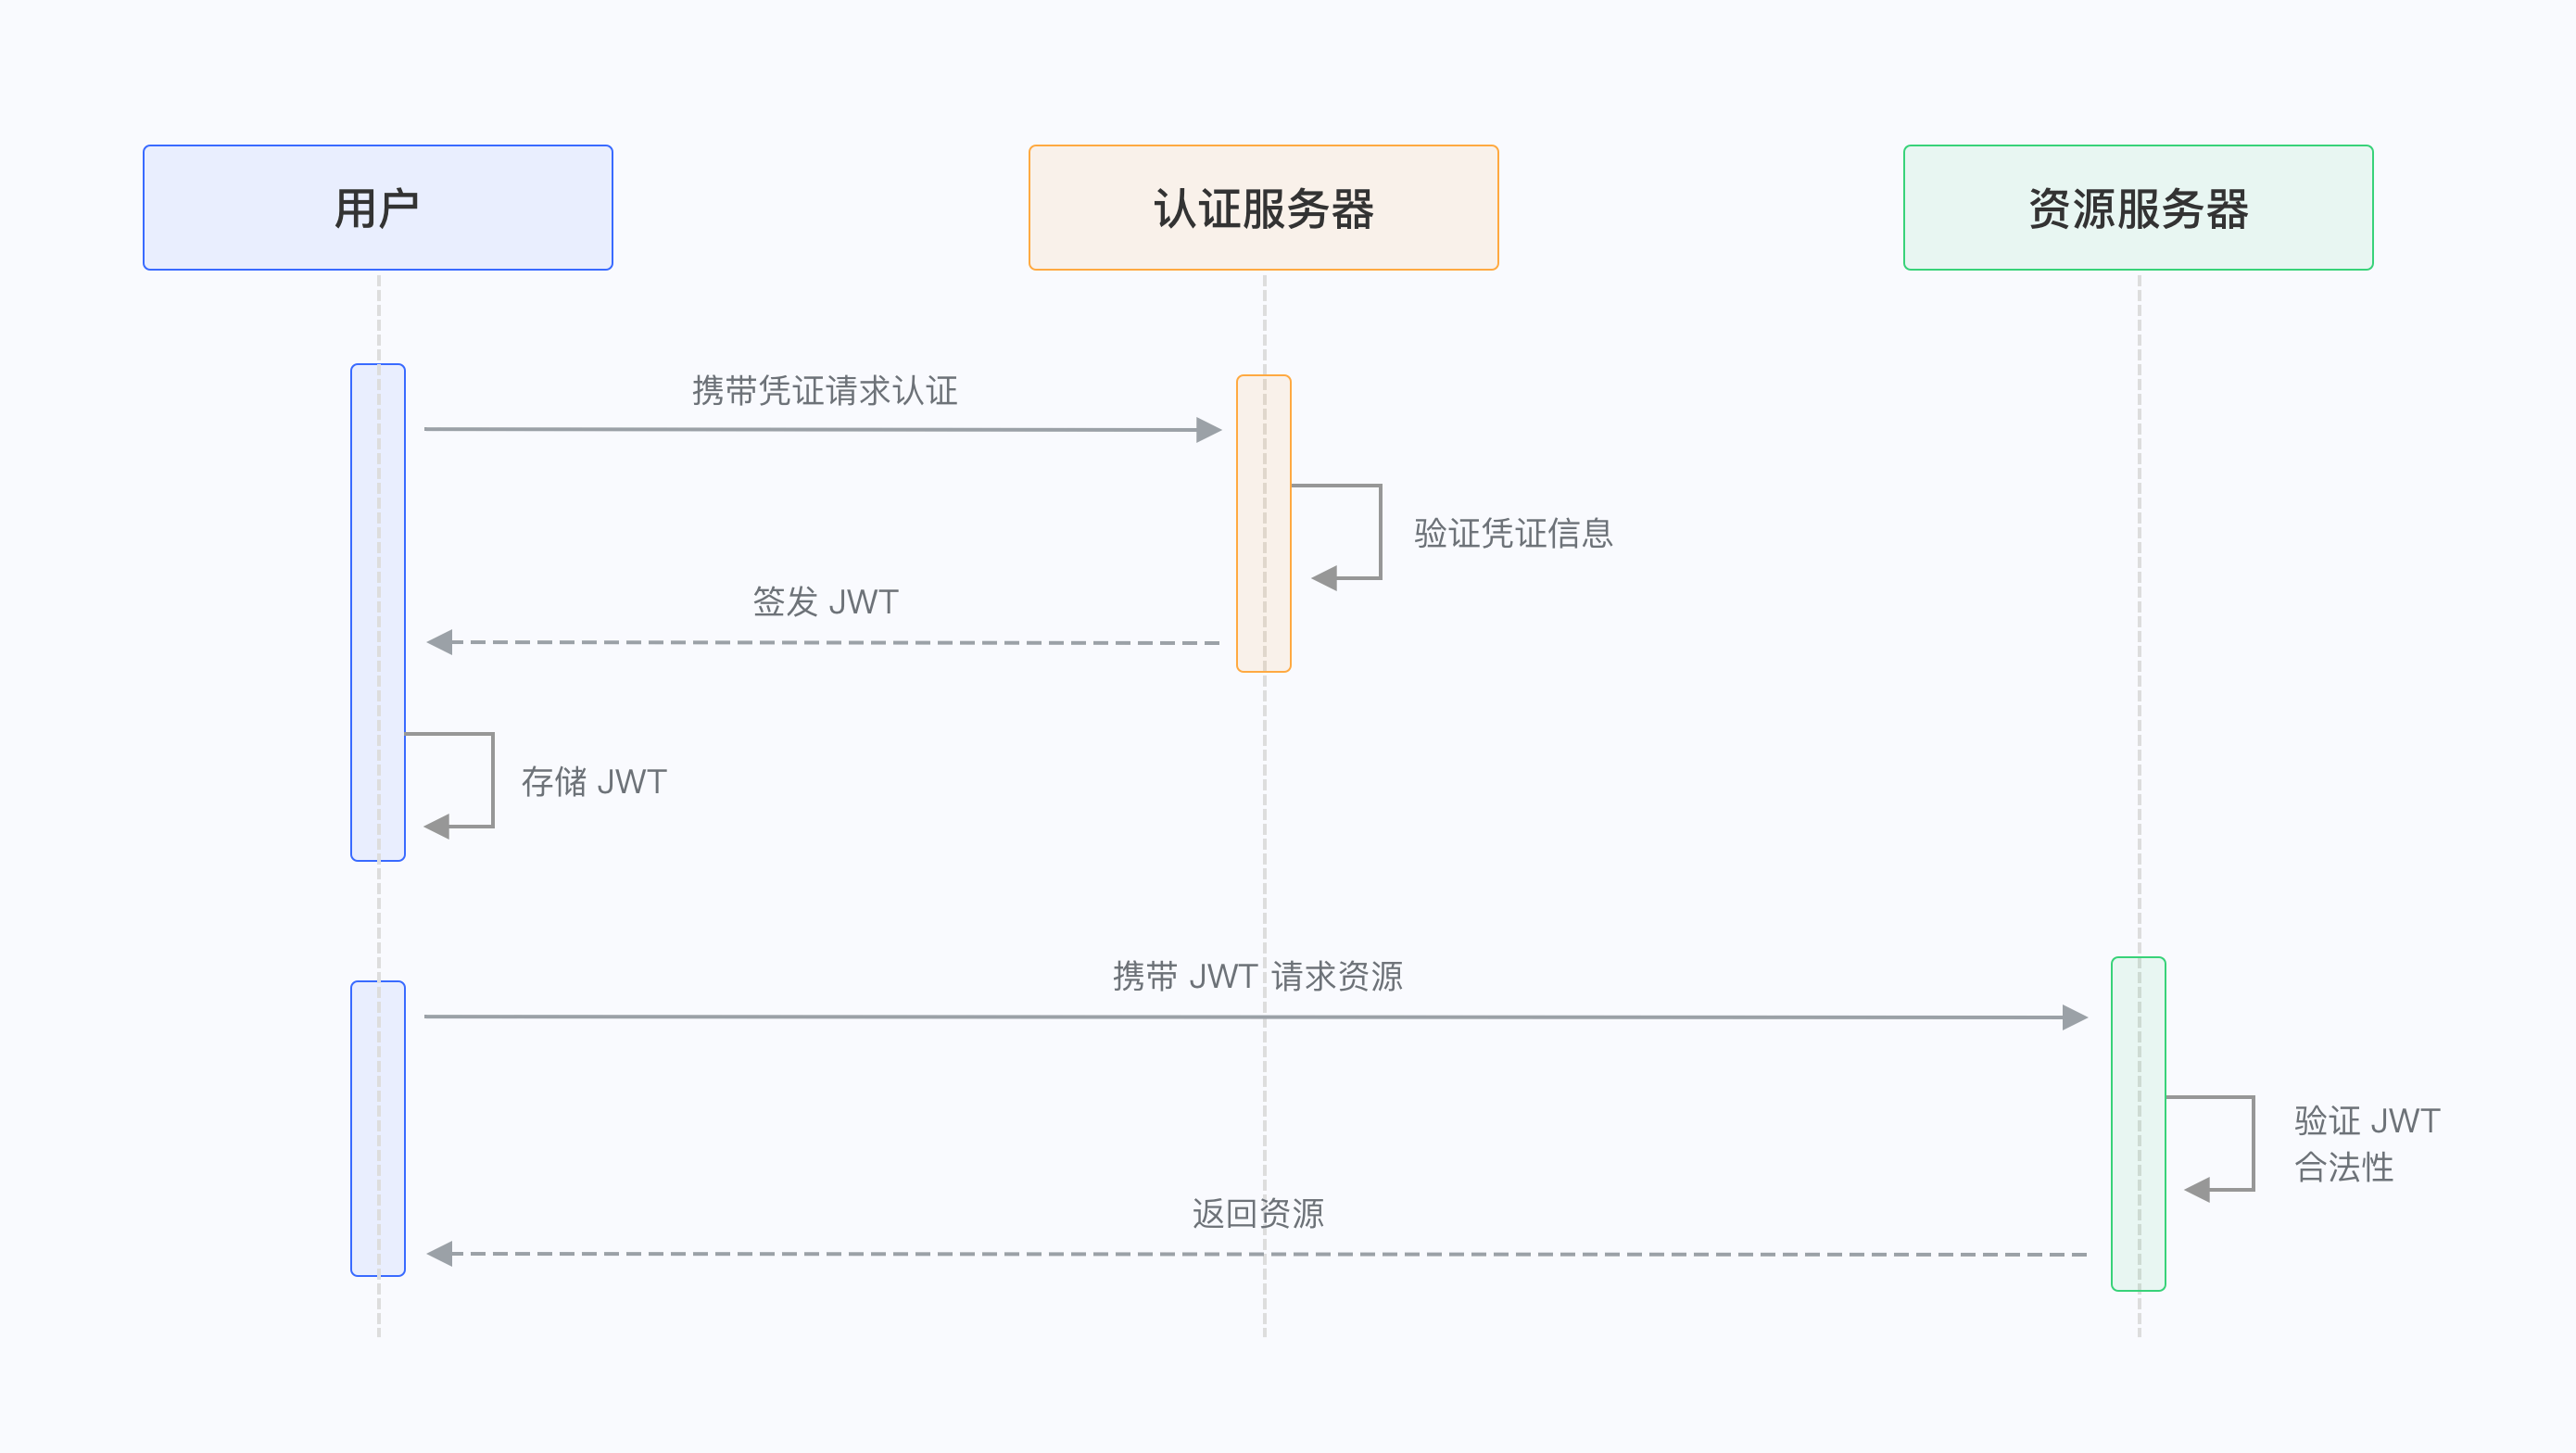 用户
认证服务器
资源服务器
携带凭证请求认证
验证凭证信息
签发 JWT
存储 JWT
携带 JWT 请求资源
验证 JWT
合法性
返回资源